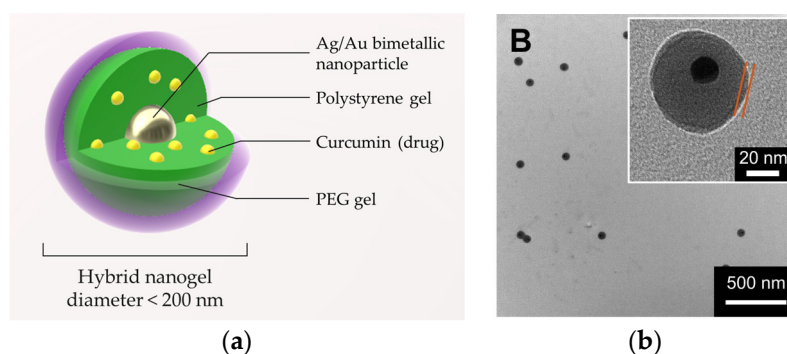 Ag/Au bimetallic
nanoparticle
Polystyrene gel
Curcumin (drug)
PEG gel
Hybrid nanogel
diameter < 200 nm
(a)
B
20 nm
500 nm
(b)